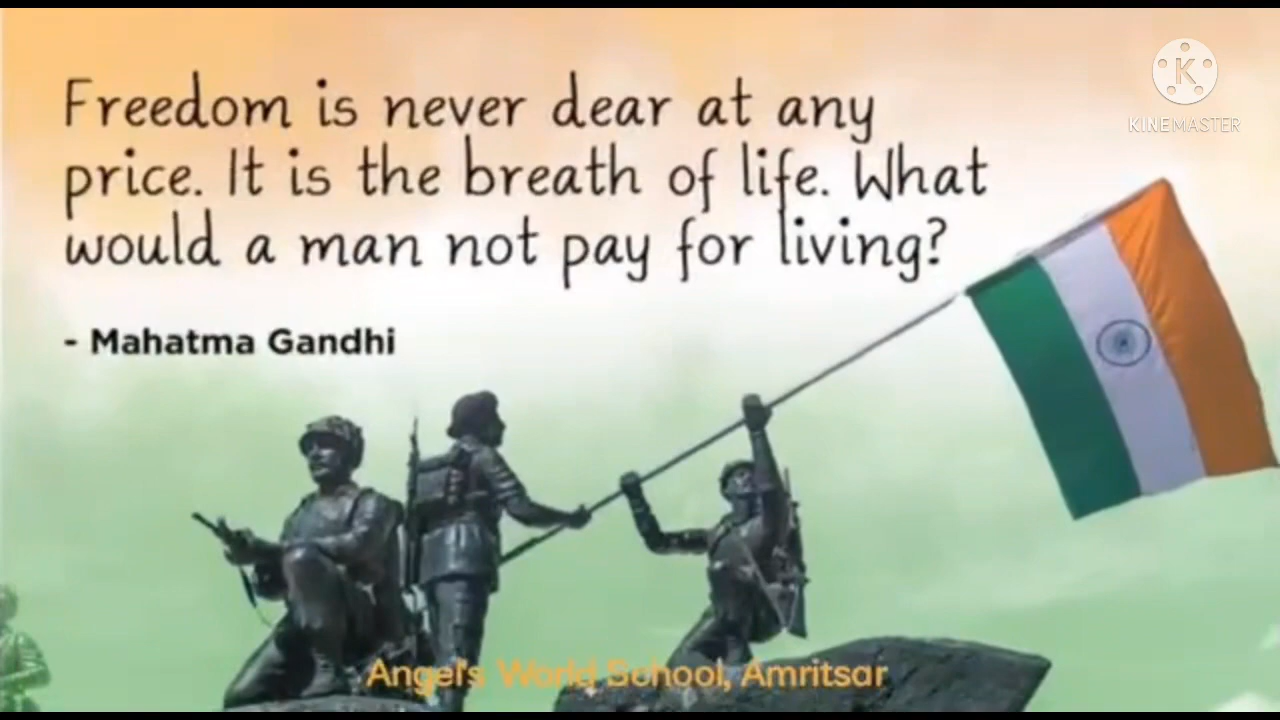 KINEMASTER
Freedom is never dear at any
price. It is the breath of life. What
would a man not pay for living?
- Mahatma Gandhi
Angel's World School, Amritsar